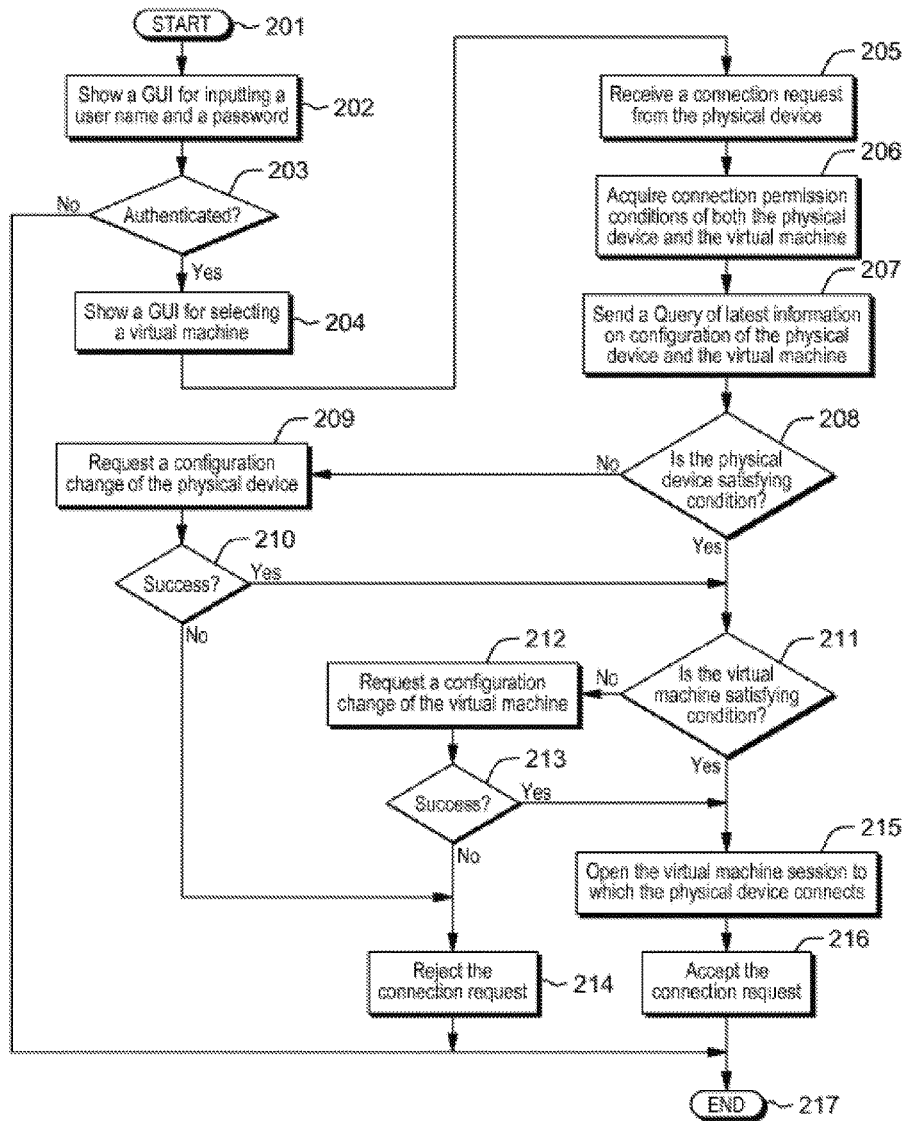 START
201
Show a GUI for inputting a
user name and a password
202
203
No
Authenticated?
Yes
Show a GUI for selecting
a virtual machine
204
205
Receive a connection request
from the physical device
206
Acquire connection permission
conditions of both the physical
device and the virtual machine
207
Send a Query of latest information
on configuration of the physical
device and the virtual machine
208
Is the physical
device satisfying
condition?
No
Yes
209
Request a configuration
change of the physical device
210
Success?
Yes
No
211
Is the virtual
machine satisfying
condition?
No
Yes
212
Request a configuration
change of the virtual machine
213
Success?
Yes
No
214
Reject the
connection request
215
Open the virtual machine session to
which the physical device connects
216
Accept the
connection request
END
217